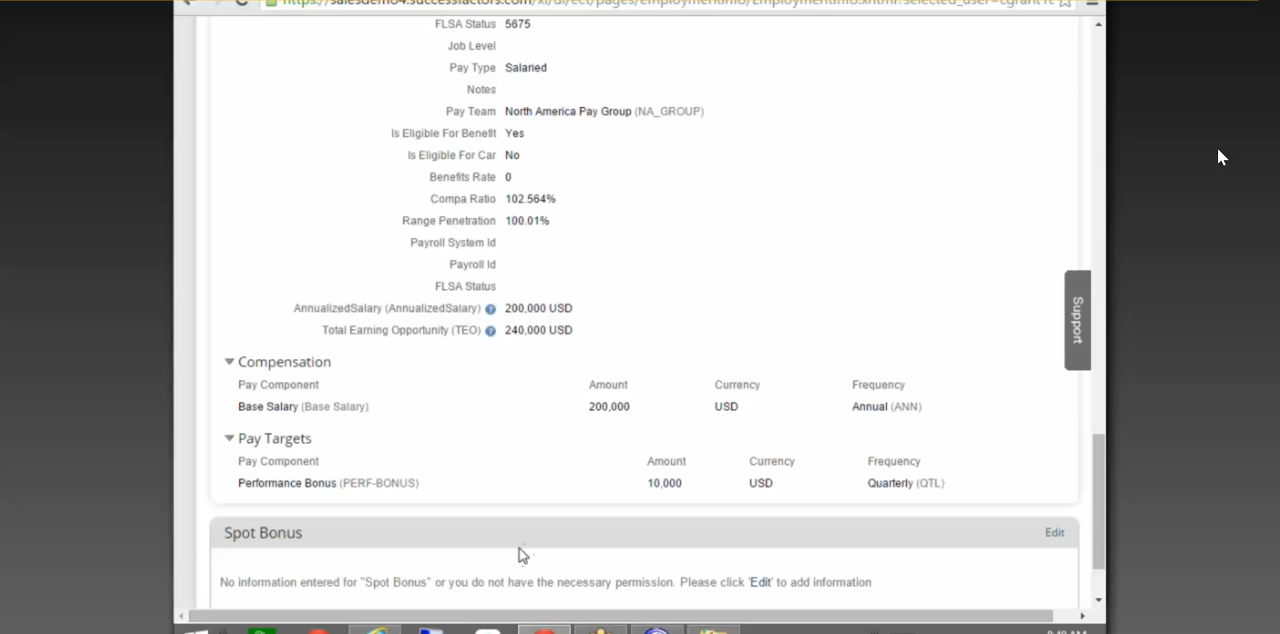 FLSA Status 5675
Job Level
Pay Type Salaried
Notes
Pay Team North America Pay Group (NA_GROUP)
Is Eligible For Benefit Yes
Is Eligible For Car No
Benefits Rate 0
Compa Ratio 102.564%
Range Penetration 100.01%
Payroll System Id
Payroll Id
FLSA Status
AnnualizedSalary (AnnualizedSalary) 200,000 USD
Total Earning Opportunity (TEO) 240,000 USD
Support
Compensation
Pay Component Amount Currency Frequency
Base Salary (Base Salary) 200,000 USD Annual (ANN)
Pay Targets
Pay Component Amount Currency Frequency
Performance Bonus (PERF-BONUS) 10,000 USD Quarterly (QTL)
Spot Bonus Edit
No information entered for "Spot Bonus" or you do not have the necessary permission. Please click 'Edit' to add information